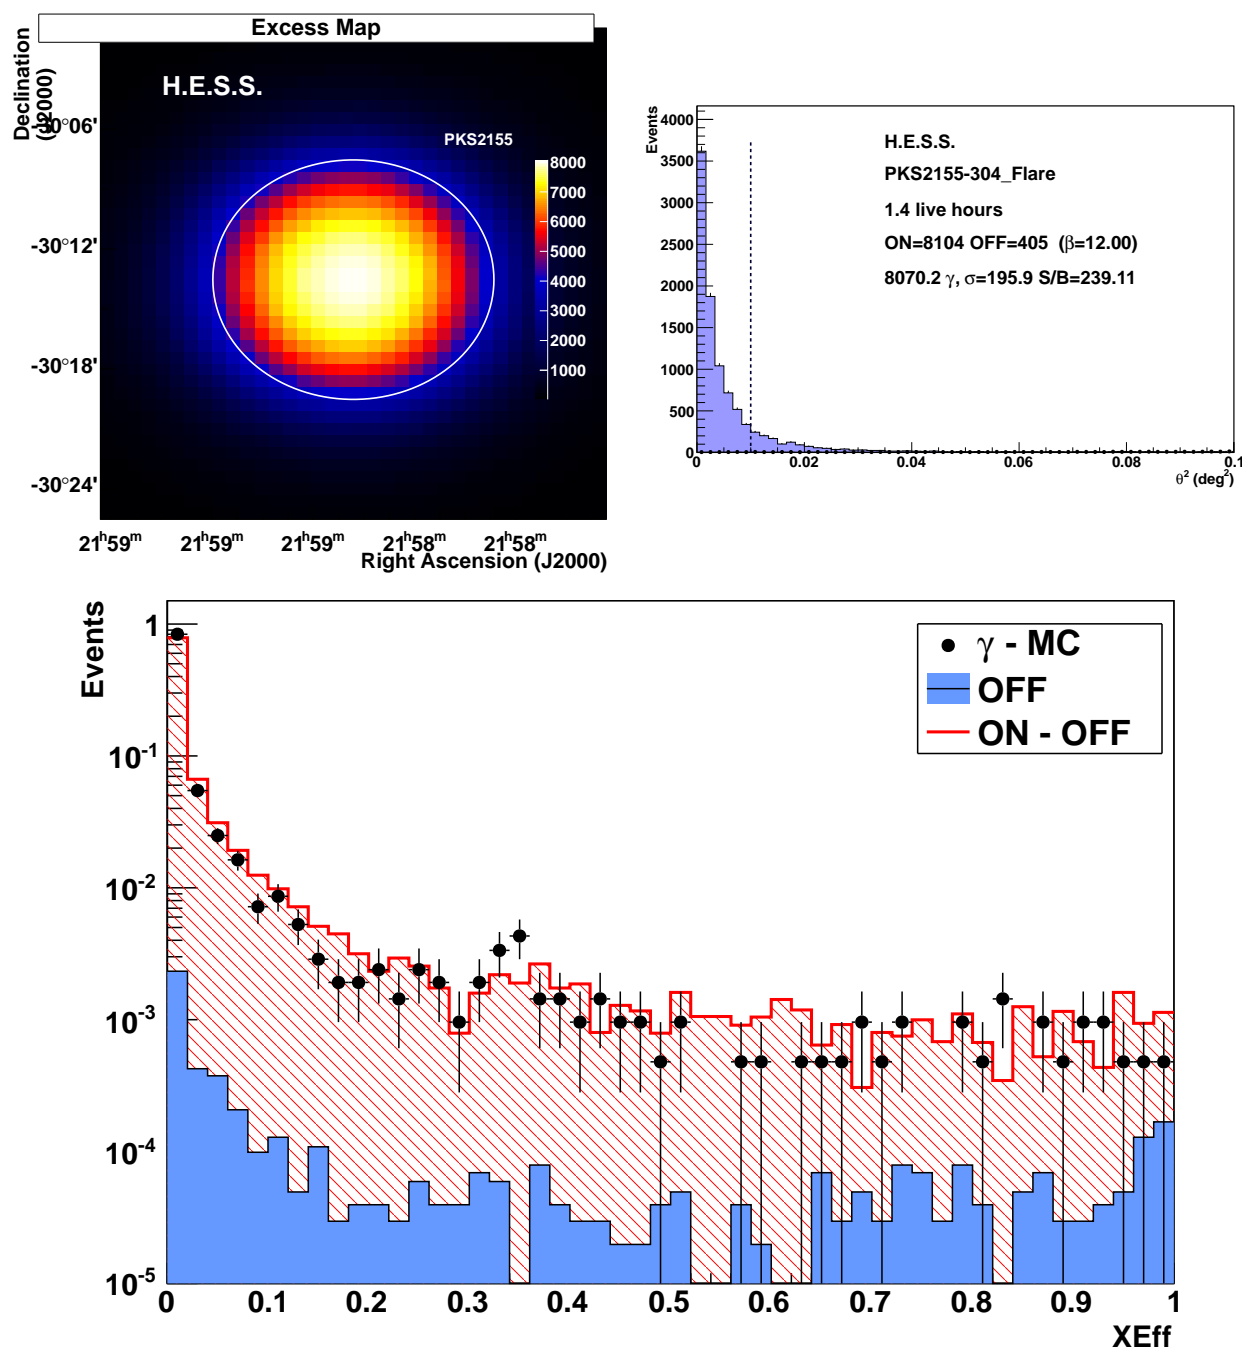 Excess Map
Declination (J2000)
H.E.S.S.
PKS2155
-30°06'
-30°12'
-30°18'
-30°24'
8000
7000
6000
5000
4000
3000
2000
1000
21h59m 21h59m 21h59m 21h58m 21h58m
Right Ascension (J2000)
Events
4000
3500
3000
2500
2000
1500
1000
500
0
H.E.S.S.
PKS2155-304_Flare
1.4 live hours
ON=8104 OFF=405 (β=12.00)
8070.2 γ, σ=195.9 S/B=239.11
0 0.02 0.04 0.06 0.08 0.1
θ² (deg²)
Events
1
10⁻¹
10⁻²
10⁻³
10⁻⁴
10⁻⁵
γ - MC
OFF
ON - OFF
0 0.1 0.2 0.3 0.4 0.5 0.6 0.7 0.8 0.9 1
XEff